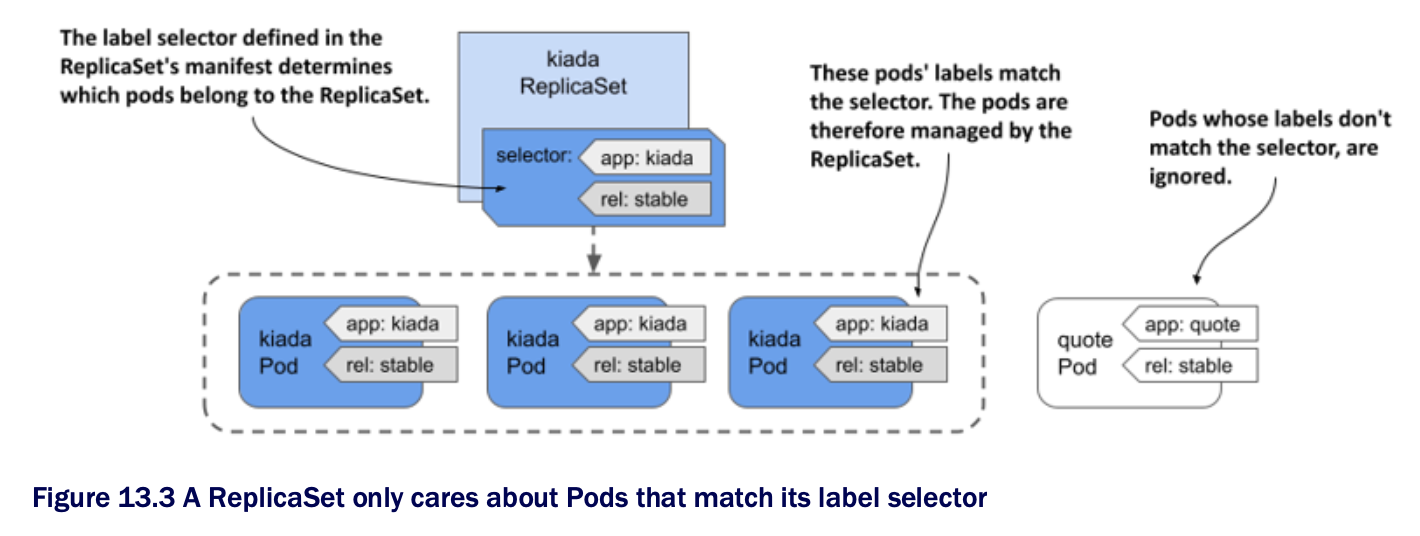 The label selector defined in the
ReplicaSet's manifest determines
which pods belong to the ReplicaSet.
kiada
ReplicaSet
selector:
app: kiada
rel: stable
These pods' labels match
the selector. The pods are
therefore managed by the
ReplicaSet.
Pods whose labels don't
match the selector, are
ignored.
kiada
Pod
app: kiada
rel: stable
kiada
Pod
app: kiada
rel: stable
kiada
Pod
app: kiada
rel: stable
quote
Pod
app: quote
rel: stable
Figure 13.3 A ReplicaSet only cares about Pods that match its label selector